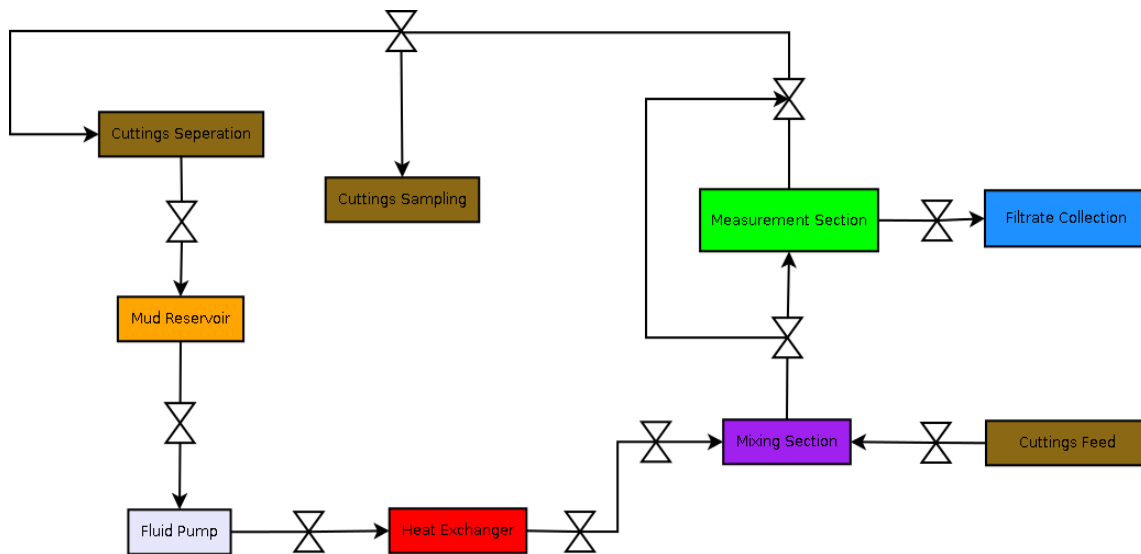 Cuttings Seperation
Cuttings Sampling
Measurement Section
Filtrate Collection
Mud Reservoir
Mixing Section
Cuttings Feed
Fluid Pump
Heat Exchanger